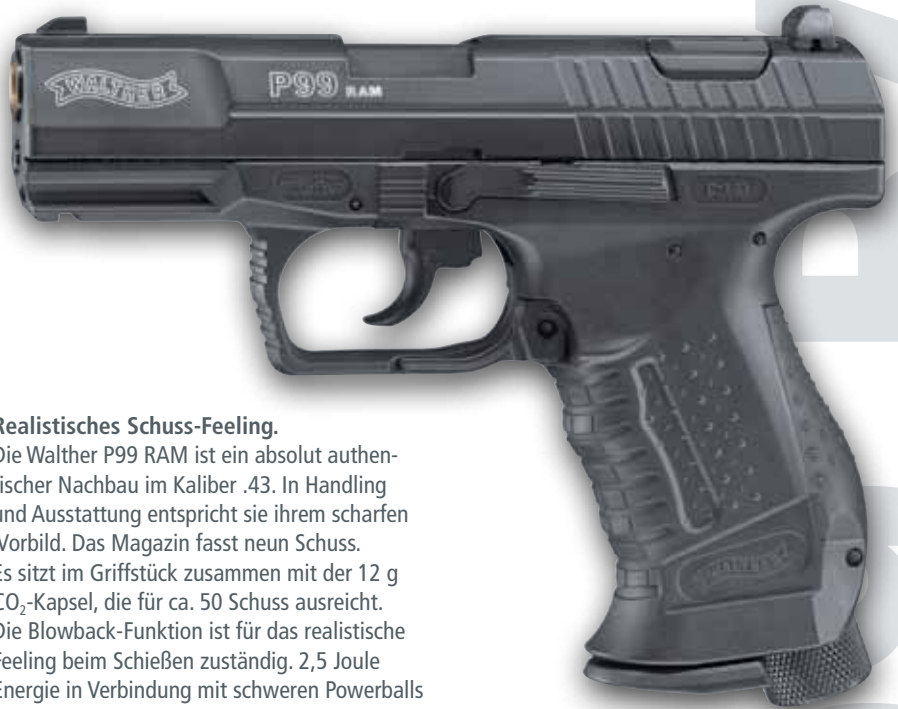 WALTHER
P99 RAM
Realistisches Schuss-Feeling.
Die Walther P99 RAM ist ein absolut authen-
tischer Nachbau im Kaliber .43. In Handling
und Ausstattung entspricht sie ihrem scharfen
Vorbild. Das Magazin fasst neun Schuss.
Es sitzt im Griffstück zusammen mit der 12 g
CO₂-Kapsel, die für ca. 50 Schuss ausreicht.
Die Blowback-Funktion ist für das realistische
Feeling beim Schießen zuständig. 2,5 Joule
Energie in Verbindung mit schweren Powerballs
WALTHER